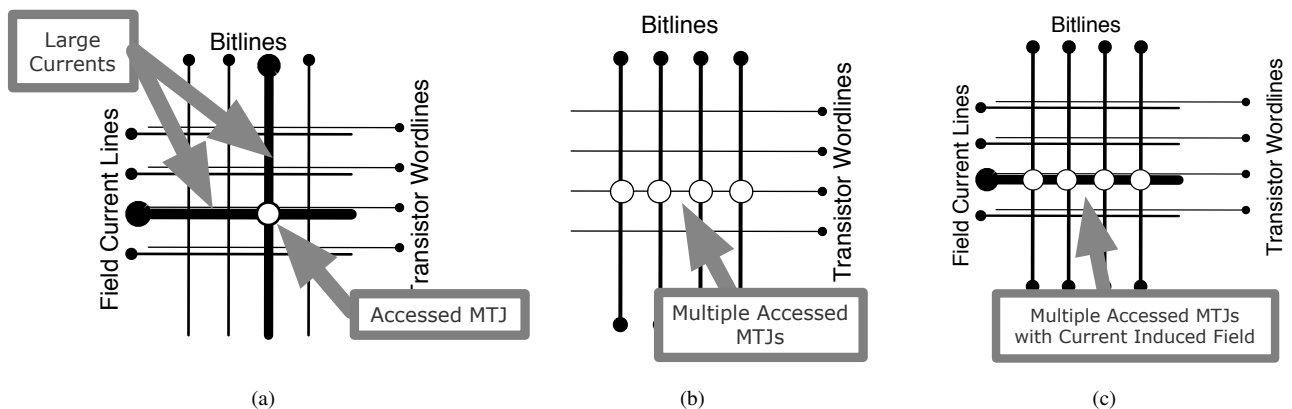 Large
Currents
Bitlines
Field Current Lines
Transistor Wordlines
Accessed MTJ
(a)
Bitlines
Transistor Wordlines
Multiple Accessed
MTJs
(b)
Bitlines
Field Current Lines
Transistor Wordlines
Multiple Accessed MTJs
with Current Induced Field
(c)